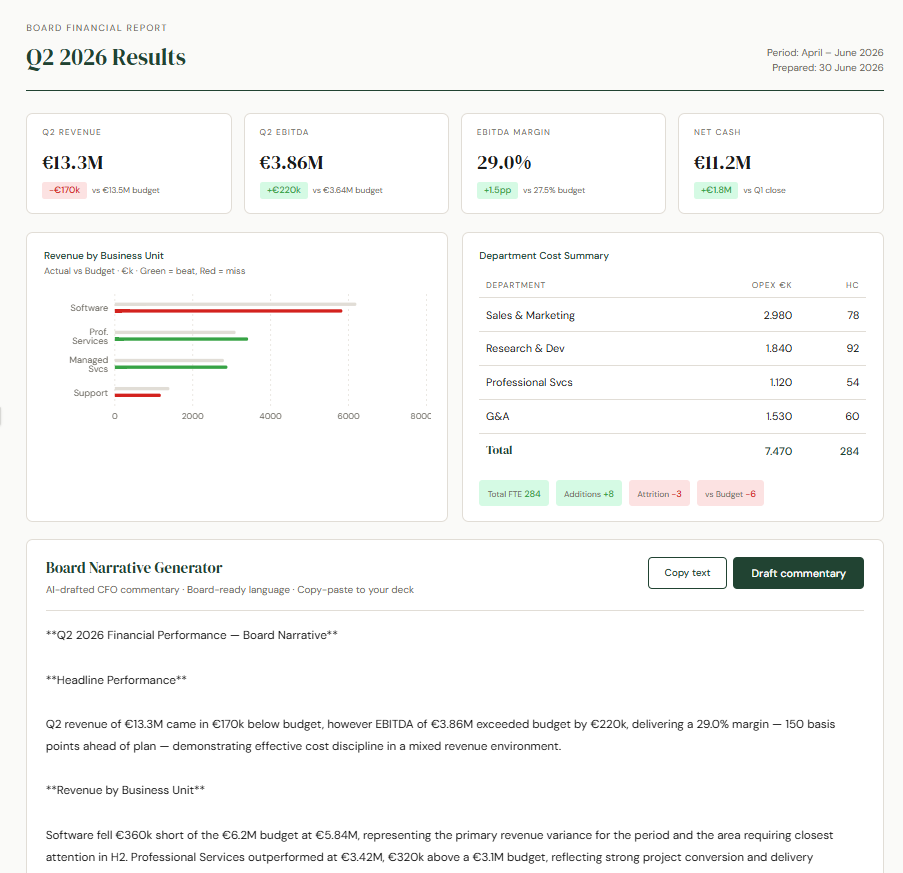 BOARD FINANCIAL REPORT
Q2 2026 Results
Period: April – June 2026
Prepared: 30 June 2026
Q2 REVENUE
€13.3M
−€170k vs €13.5M budget
Q2 EBITDA
€3.86M
+€220k vs €3.64M budget
EBITDA MARGIN
29.0%
+1.5pp vs 27.5% budget
NET CASH
€11.2M
+€1.8M vs Q1 close
Revenue by Business Unit
Actual vs Budget · €k · Green = beat, Red = miss
Software
Prof.
Services
Managed
Svcs
Support
0 2000 4000 6000 8000
Department Cost Summary
DEPARTMENT OPEX €K HC
Sales & Marketing 2.980 78
Research & Dev 1.840 92
Professional Svcs 1.120 54
G&A 1.530 60
Total 7.470 284
Total FTE 284 Additions +8 Attrition −3 vs Budget −6
Board Narrative Generator
AI-drafted CFO commentary · Board-ready language · Copy-paste to your deck
Copy text
Draft commentary
**Q2 2026 Financial Performance — Board Narrative**
**Headline Performance**
Q2 revenue of €13.3M came in €170k below budget, however EBITDA of €3.86M exceeded budget by €220k, delivering a 29.0% margin — 150 basis
points ahead of plan — demonstrating effective cost discipline in a mixed revenue environment.
**Revenue by Business Unit**
Software fell €360k short of the €6.2M budget at €5.84M, representing the primary revenue variance for the period and the area requiring closest
attention in H2. Professional Services outperformed at €3.42M, €320k above a €3.1M budget, reflecting strong project conversion and delivery